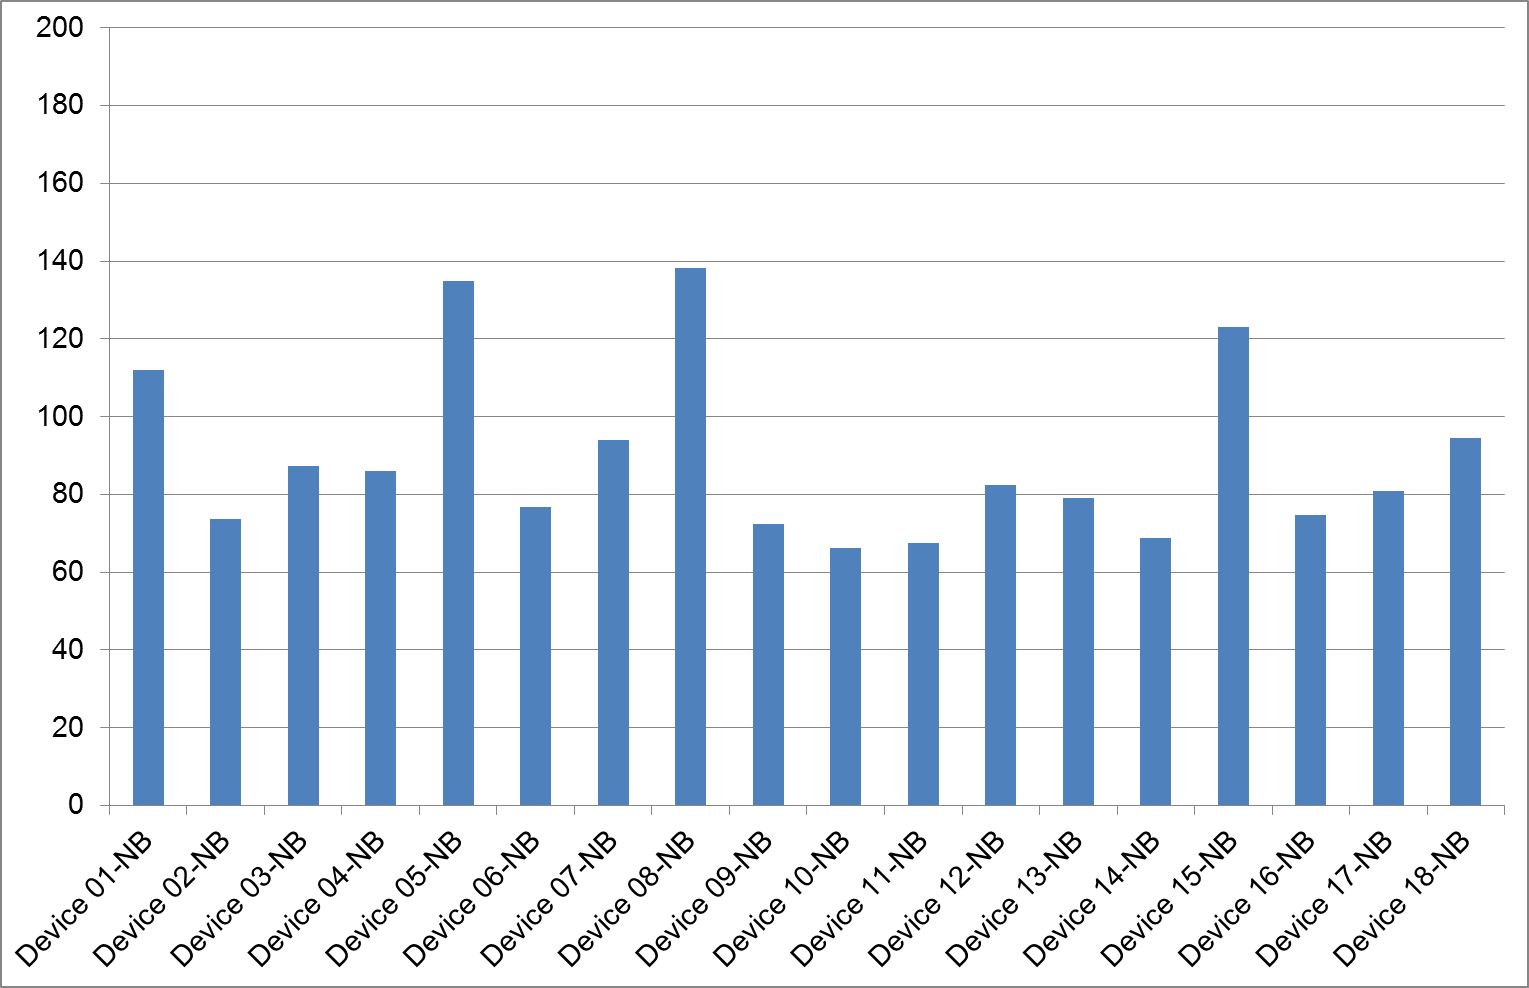 200
180
160
140
120
100
80
60
40
20
0
Device 01-NB
Device 02-NB
Device 03-NB
Device 04-NB
Device 05-NB
Device 06-NB
Device 07-NB
Device 08-NB
Device 09-NB
Device 10-NB
Device 11-NB
Device 12-NB
Device 13-NB
Device 14-NB
Device 15-NB
Device 16-NB
Device 17-NB
Device 18-NB